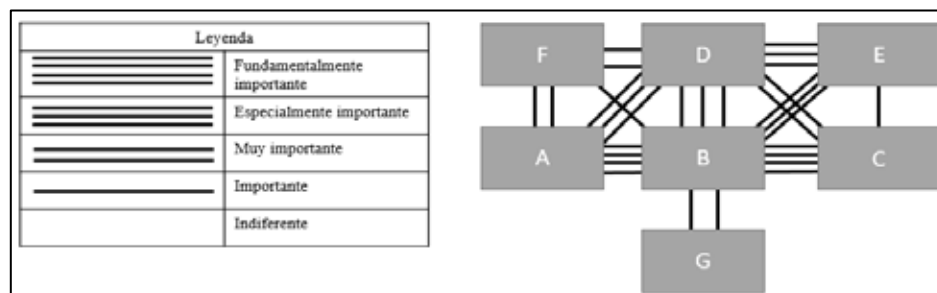 Leyenda
Fundamentalmente
importante
Especialmente importante
Muy importante
Importante
Indiferente
F D E
A B C
G